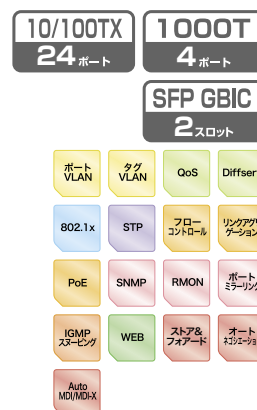 10/100TX
24ポート
1000T
4ポート
SFP GBIC
2スロット
ポート
VLAN
タグ
VLAN
QoS
Diffser
802.1x
STP
フロー
コントロール
リンクアグリ
ゲーション
PoE
SNMP
RMON
ポート
ミラーリング
IGMP
スヌーピング
WEB
ストア&
フォアード
オート
ネゴシエーション
Auto
MDI/MDI-X